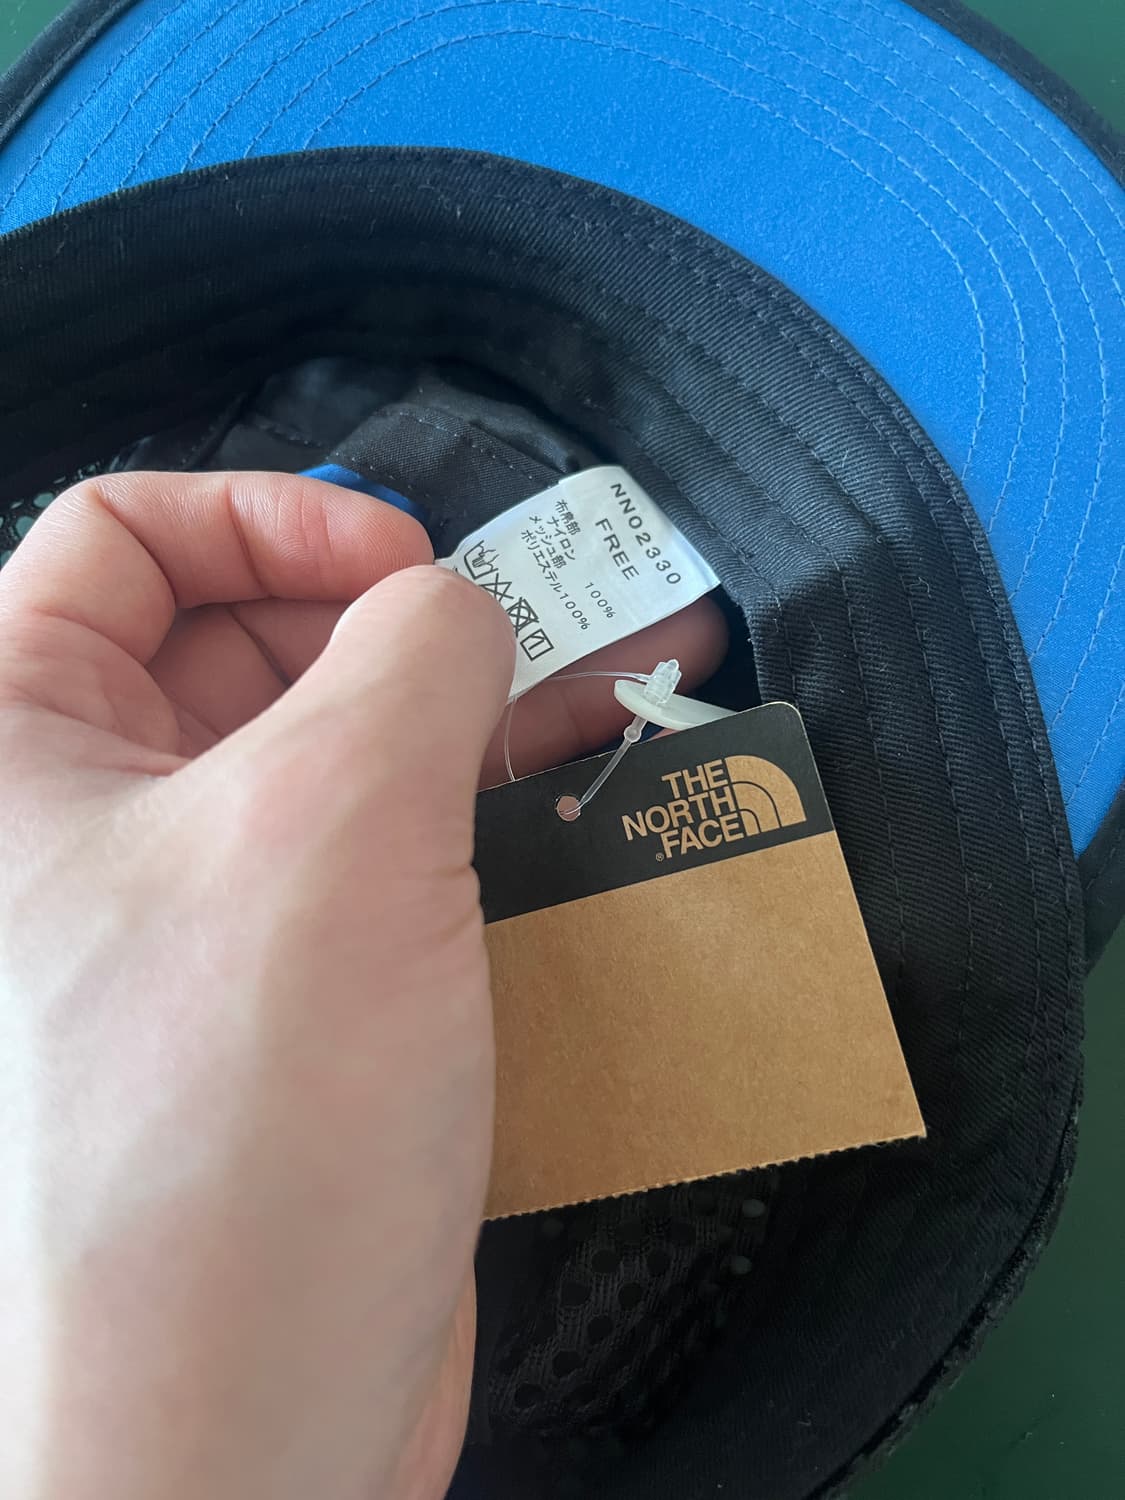 NN02330
FREE
布帛部
ナイロン 100%
メッシュ部
ポリエステル100%
THE
NORTH
FACE
®